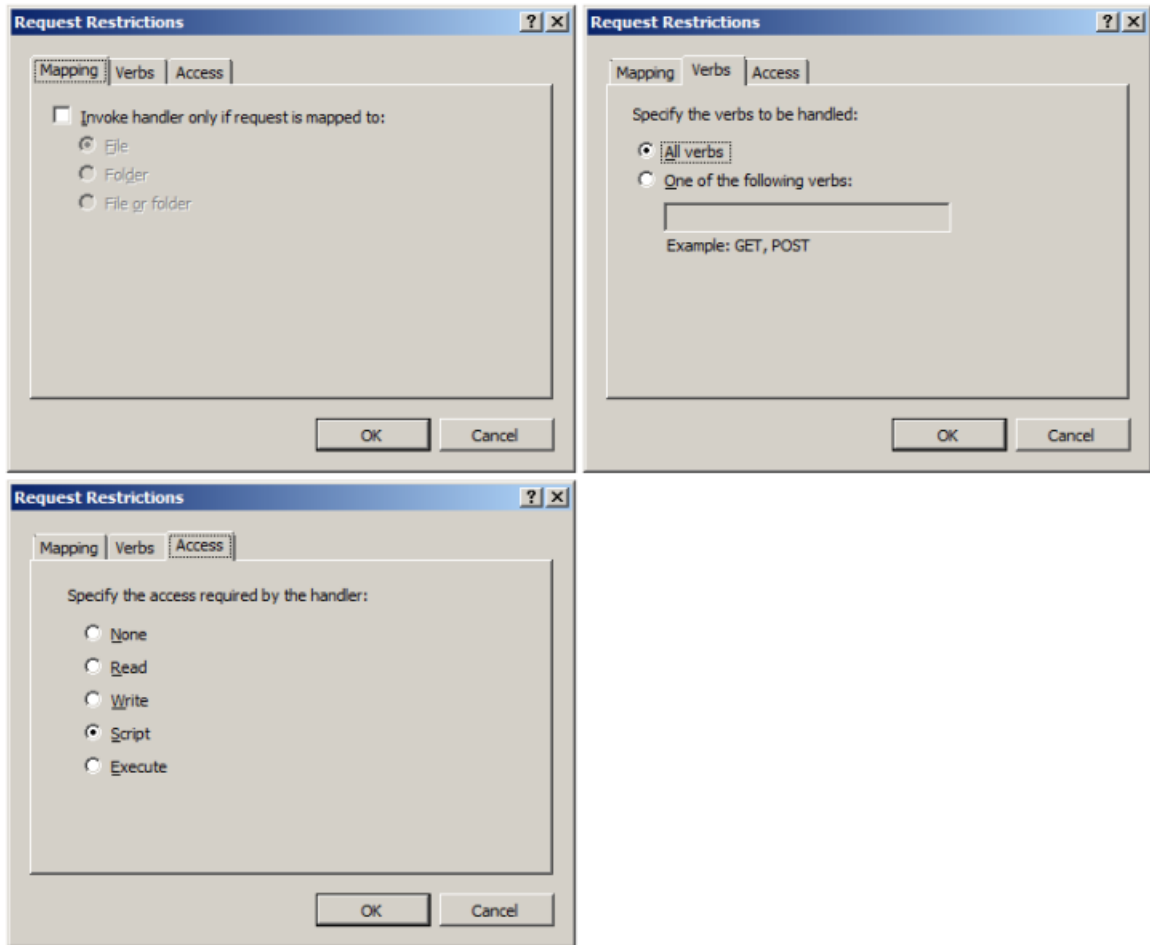 Request Restrictions
Mapping Verbs Access
Invoke handler only if request is mapped to:
File
Folder
File or folder
OK Cancel
Request Restrictions
Mapping Verbs Access
Specify the verbs to be handled:
All verbs
One of the following verbs:
Example: GET, POST
OK Cancel
Request Restrictions
Mapping Verbs Access
Specify the access required by the handler:
None
Read
Write
Script
Execute
OK Cancel